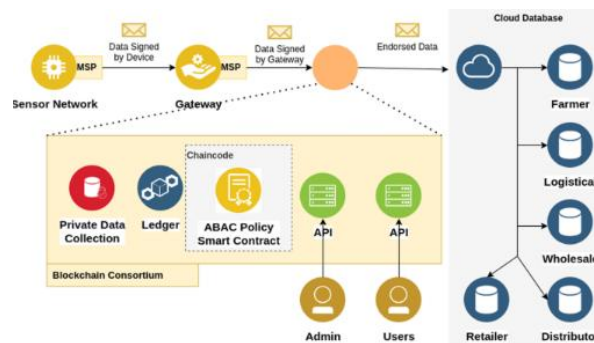 Cloud Database
Data Signed
by Device
Data Signed
by Gateway
Endorsed Data
MSP
MSP
Sensor Network
Gateway
Farmer
Chaincode
Private Data
Collection
Ledger
ABAC Policy
Smart Contract
API
API
Logistica
Blockchain Consortium
Wholesale
Admin
Users
Retailer
Distributo